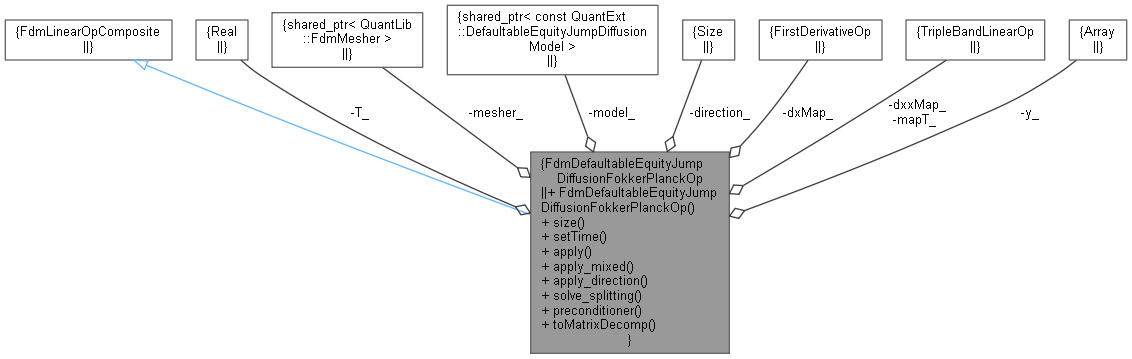 {FdmLinearOpComposite
||}
{Real
||}
{shared_ptr< QuantLib
::FdmMesher >
||}
{shared_ptr< const QuantExt
::DefaultableEquityJumpDiffusion
Model >
||}
{Size
||}
{FirstDerivativeOp
||}
{TripleBandLinearOp
||}
{Array
||}
-T_
-mesher_
-model_
-direction_
-dxMap_
-dxxMap_
-mapT_
-y_
{FdmDefaultableEquityJump
DiffusionFokkerPlanckOp
||+ FdmDefaultableEquityJump
DiffusionFokkerPlanckOp()
+ size()
+ setTime()
+ apply()
+ apply_mixed()
+ apply_direction()
+ solve_splitting()
+ preconditioner()
+ toMatrixDecomp()
}